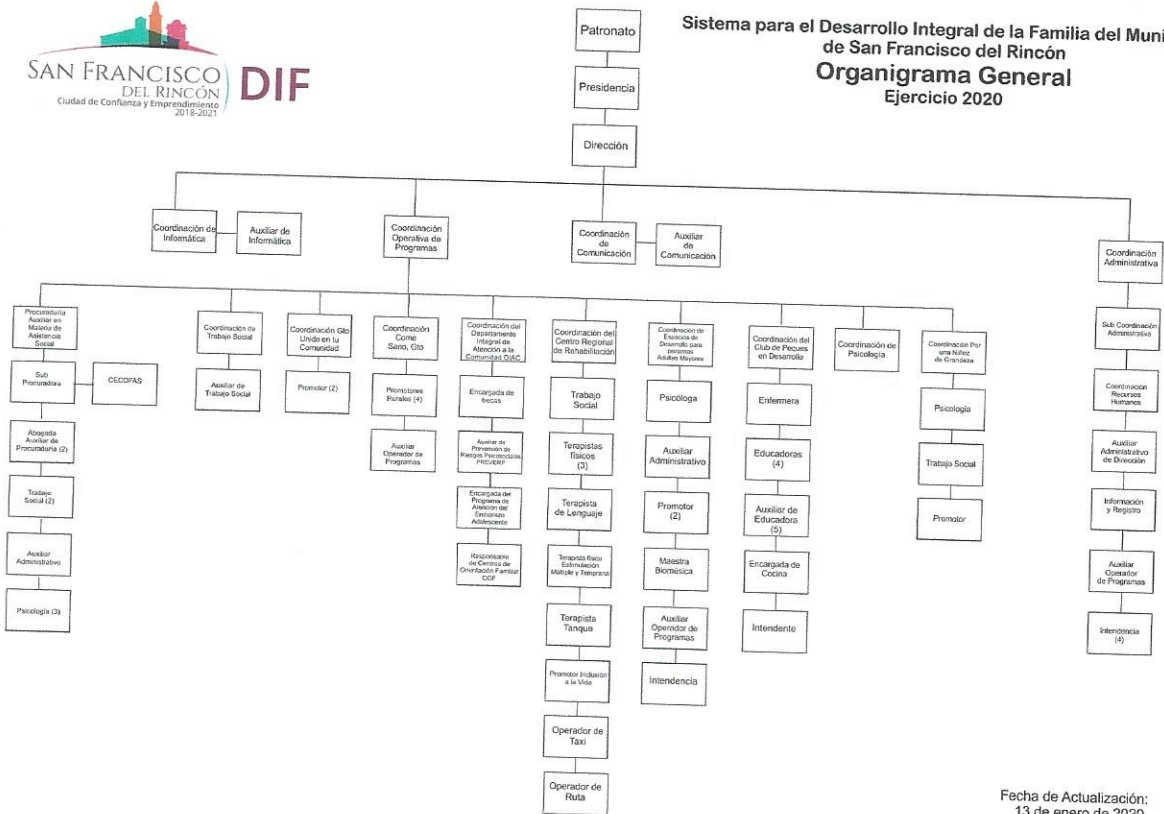 SAN FRANCISCO
DEL RINCÓN
Ciudad de Confianza y Emprendimiento
2018-2021
DIF
Sistema para el Desarrollo Integral de la Familia del Muni
de San Francisco del Rincón
Organigrama General
Ejercicio 2020
Patronato
Presidencia
Dirección
Coordinación de
Informática
Auxiliar de
Informática
Coordinación
Operativa de
Programas
Coordinación
de
Comunicación
Auxiliar
de
Comunicación
Coordinación
Administrativa
Procuraduría
Auxiliar en
Materia de
Asistencia
Social
Sub
Procuradora
CECOFAS
Abogada
Auxiliar de
Procuraduría (2)
Trabajo
Social (2)
Auxiliar
Administrativo
Psicología (3)
Coordinación de
Trabajo Social
Auxiliar de
Trabajo Social
Coordinación Gto
Unido en tu
Comunidad
Promotor (2)
Coordinación
Come
Sano, Gto
Promotores
Rurales (4)
Auxiliar
Operador de
Programas
Coordinación del
Departamento
Integral de
Atención a la
Comunidad DIAC
Encargada de
becas
Auxiliar de
Prevención de
Riesgos Psicosociales
PREVERP
Encargada del
Programa de
Atención del
Embarazo
Adolescente
Responsable
de Centros de
Orientación Familiar
COF
Coordinación del
Centro Regional
de Rehabilitación
Trabajo
Social
Terapistas
físicos
(3)
Terapista
de Lenguaje
Terapista físico
Estimulación
Múltiple y Temprana
Terapista
Tanque
Promotor Inclusión
a la Vida
Operador de
Taxi
Operador de
Ruta
Coordinación de
Espacios de
Desarrollo para
personas
Adultas Mayores
Psicóloga
Auxiliar
Administrativo
Promotor
(2)
Maestra
Biomúsica
Auxiliar
Operador de
Programas
Intendencia
Coordinación del
Club de Peques
en Desarrollo
Enfermera
Educadoras
(4)
Auxiliar de
Educadora
(5)
Encargada de
Cocina
Intendente
Coordinación de
Psicología
Coordinación Por
una Niñez
de Grandeza
Psicología
Trabajo Social
Promotor
Sub Coordinación
Administrativa
Coordinación
Recursos
Humanos
Auxiliar
Administrativo
de Dirección
Información
y Registro
Auxiliar
Operador
de Programas
Intendencia
(4)
Fecha de Actualización:
13 de enero de 2020